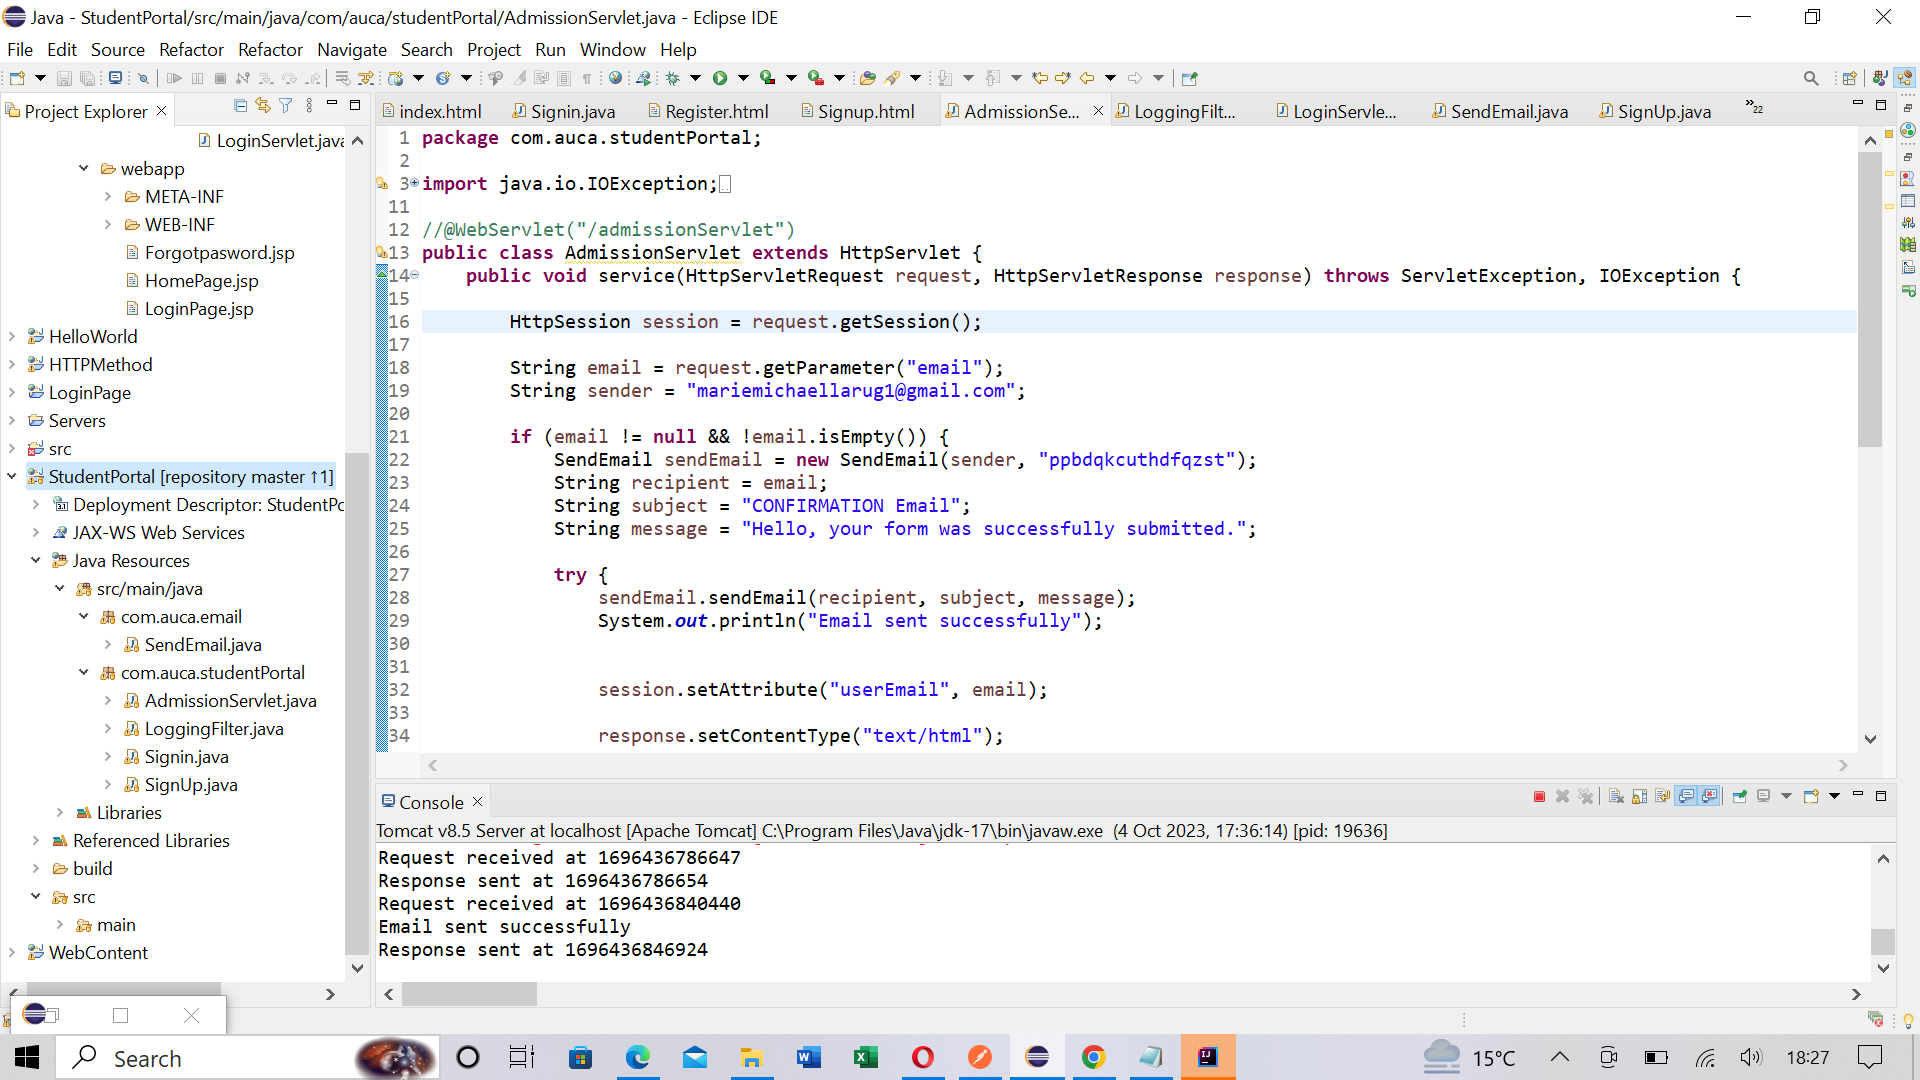 Java - StudentPortal/src/main/java/com/auca/studentPortal/AdmissionServlet.java - Eclipse IDE
File Edit Source Refactor Refactor Navigate Search Project Run Window Help
Project Explorer
index.html Signin.java Register.html Signup.html AdmissionSe... LoggingFilt... LoginServle... SendEmail.java SignUp.java 22
LoginServlet.java
webapp
META-INF
WEB-INF
Forgotpasword.jsp
HomePage.jsp
LoginPage.jsp
HelloWorld
HTTPMethod
LoginPage
Servers
src
StudentPortal [repository master ↑1]
Deployment Descriptor: StudentPo
JAX-WS Web Services
Java Resources
src/main/java
com.auca.email
SendEmail.java
com.auca.studentPortal
AdmissionServlet.java
LoggingFilter.java
Signin.java
SignUp.java
Libraries
Referenced Libraries
build
src
main
WebContent
1 package com.auca.studentPortal;
2
3 import java.io.IOException;
11
12 //@WebServlet("/admissionServlet")
13 public class AdmissionServlet extends HttpServlet {
14 public void service(HttpServletRequest request, HttpServletResponse response) throws ServletException, IOException {
15
16 HttpSession session = request.getSession();
17
18 String email = request.getParameter("email");
19 String sender = "mariemichaellarug1@gmail.com";
20
21 if (email != null && !email.isEmpty()) {
22 SendEmail sendEmail = new SendEmail(sender, "ppbdqkcuthdfqzst");
23 String recipient = email;
24 String subject = "CONFIRMATION Email";
25 String message = "Hello, your form was successfully submitted.";
26
27 try {
28 sendEmail.sendEmail(recipient, subject, message);
29 System.out.println("Email sent successfully");
30
31
32 session.setAttribute("userEmail", email);
33
34 response.setContentType("text/html");
Console
Tomcat v8.5 Server at localhost [Apache Tomcat] C:\Program Files\Java\jdk-17\bin\javaw.exe (4 Oct 2023, 17:36:14) [pid: 19636]
Request received at 1696436786647
Response sent at 1696436786654
Request received at 1696436840440
Email sent successfully
Response sent at 1696436846924
Search
15°C
18:27